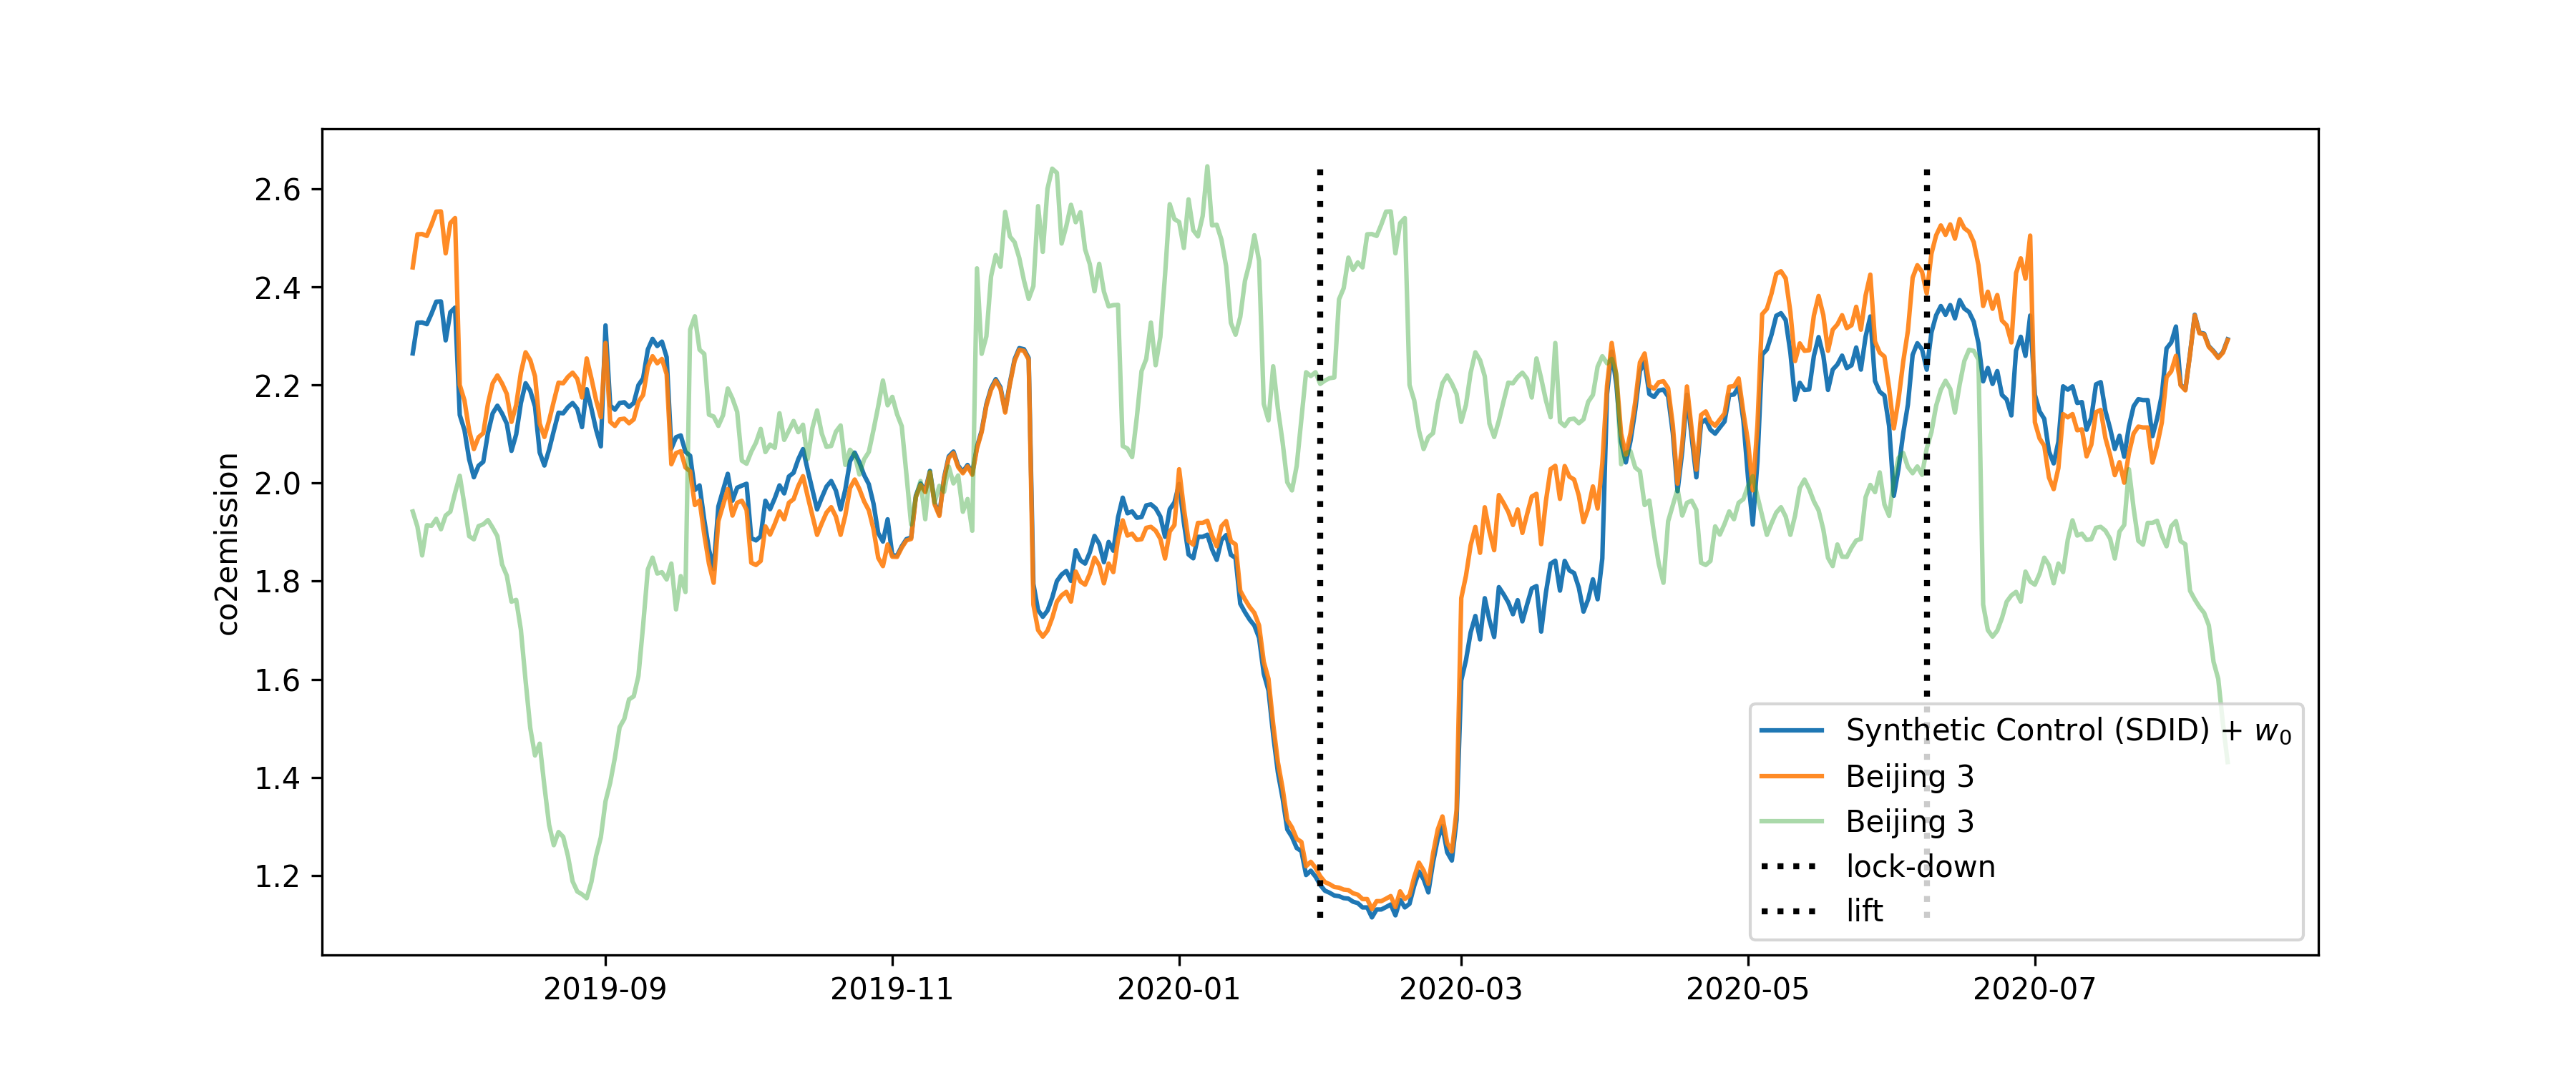 co2emission
2.6
2.4
2.2
2.0
1.8
1.6
1.4
1.2
2019-09
2019-11
2020-01
2020-03
2020-05
2020-07
Synthetic Control (SDID) + w₀
Beijing 3
Beijing 3
lock-down
lift